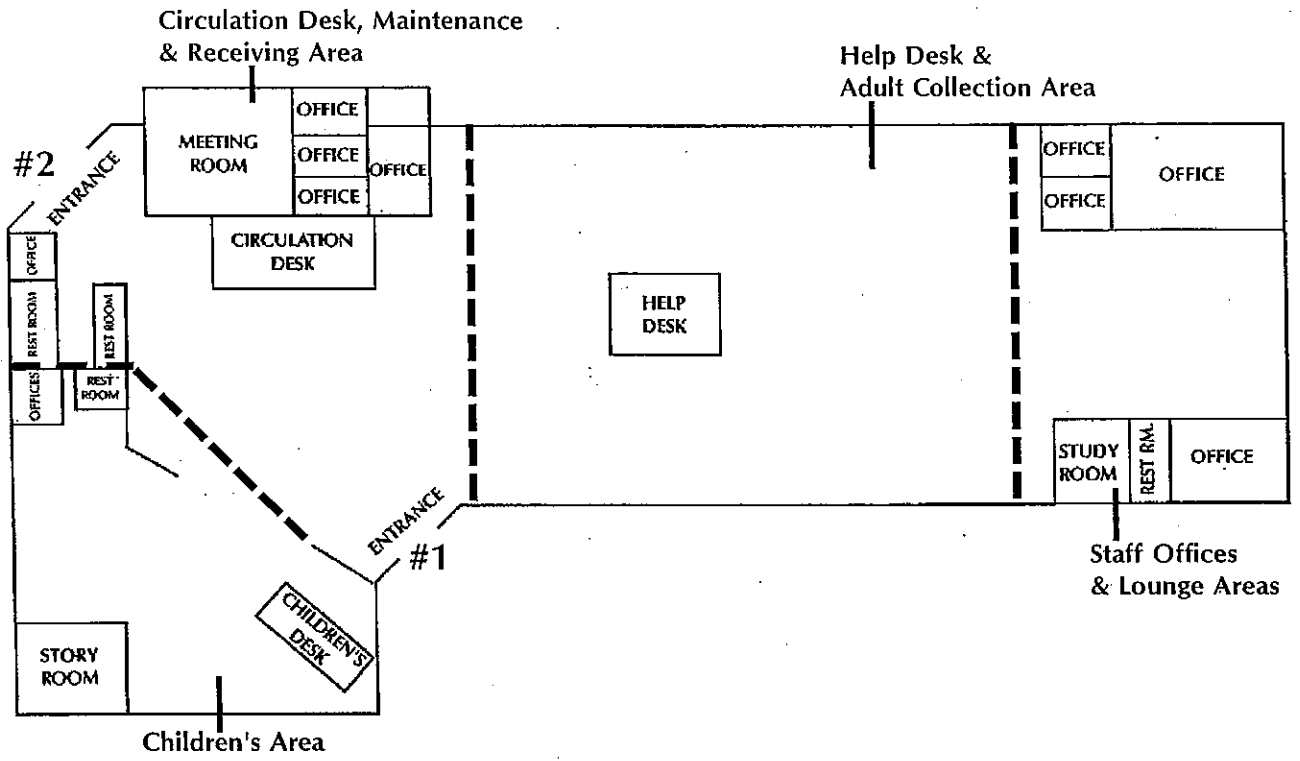 Circulation Desk, Maintenance
& Receiving Area
Help Desk &
Adult Collection Area
#2
ENTRANCE
MEETING
ROOM
OFFICE
OFFICE
OFFICE
OFFICE
CIRCULATION
DESK
OFFICE
REST ROOM
REST ROOM
OFFICES
REST
ROOM
HELP
DESK
OFFICE
OFFICE
OFFICE
STUDY
ROOM
REST RM.
OFFICE
ENTRANCE
#1
Staff Offices
& Lounge Areas
CHILDREN'S
DESK
STORY
ROOM
Children's Area